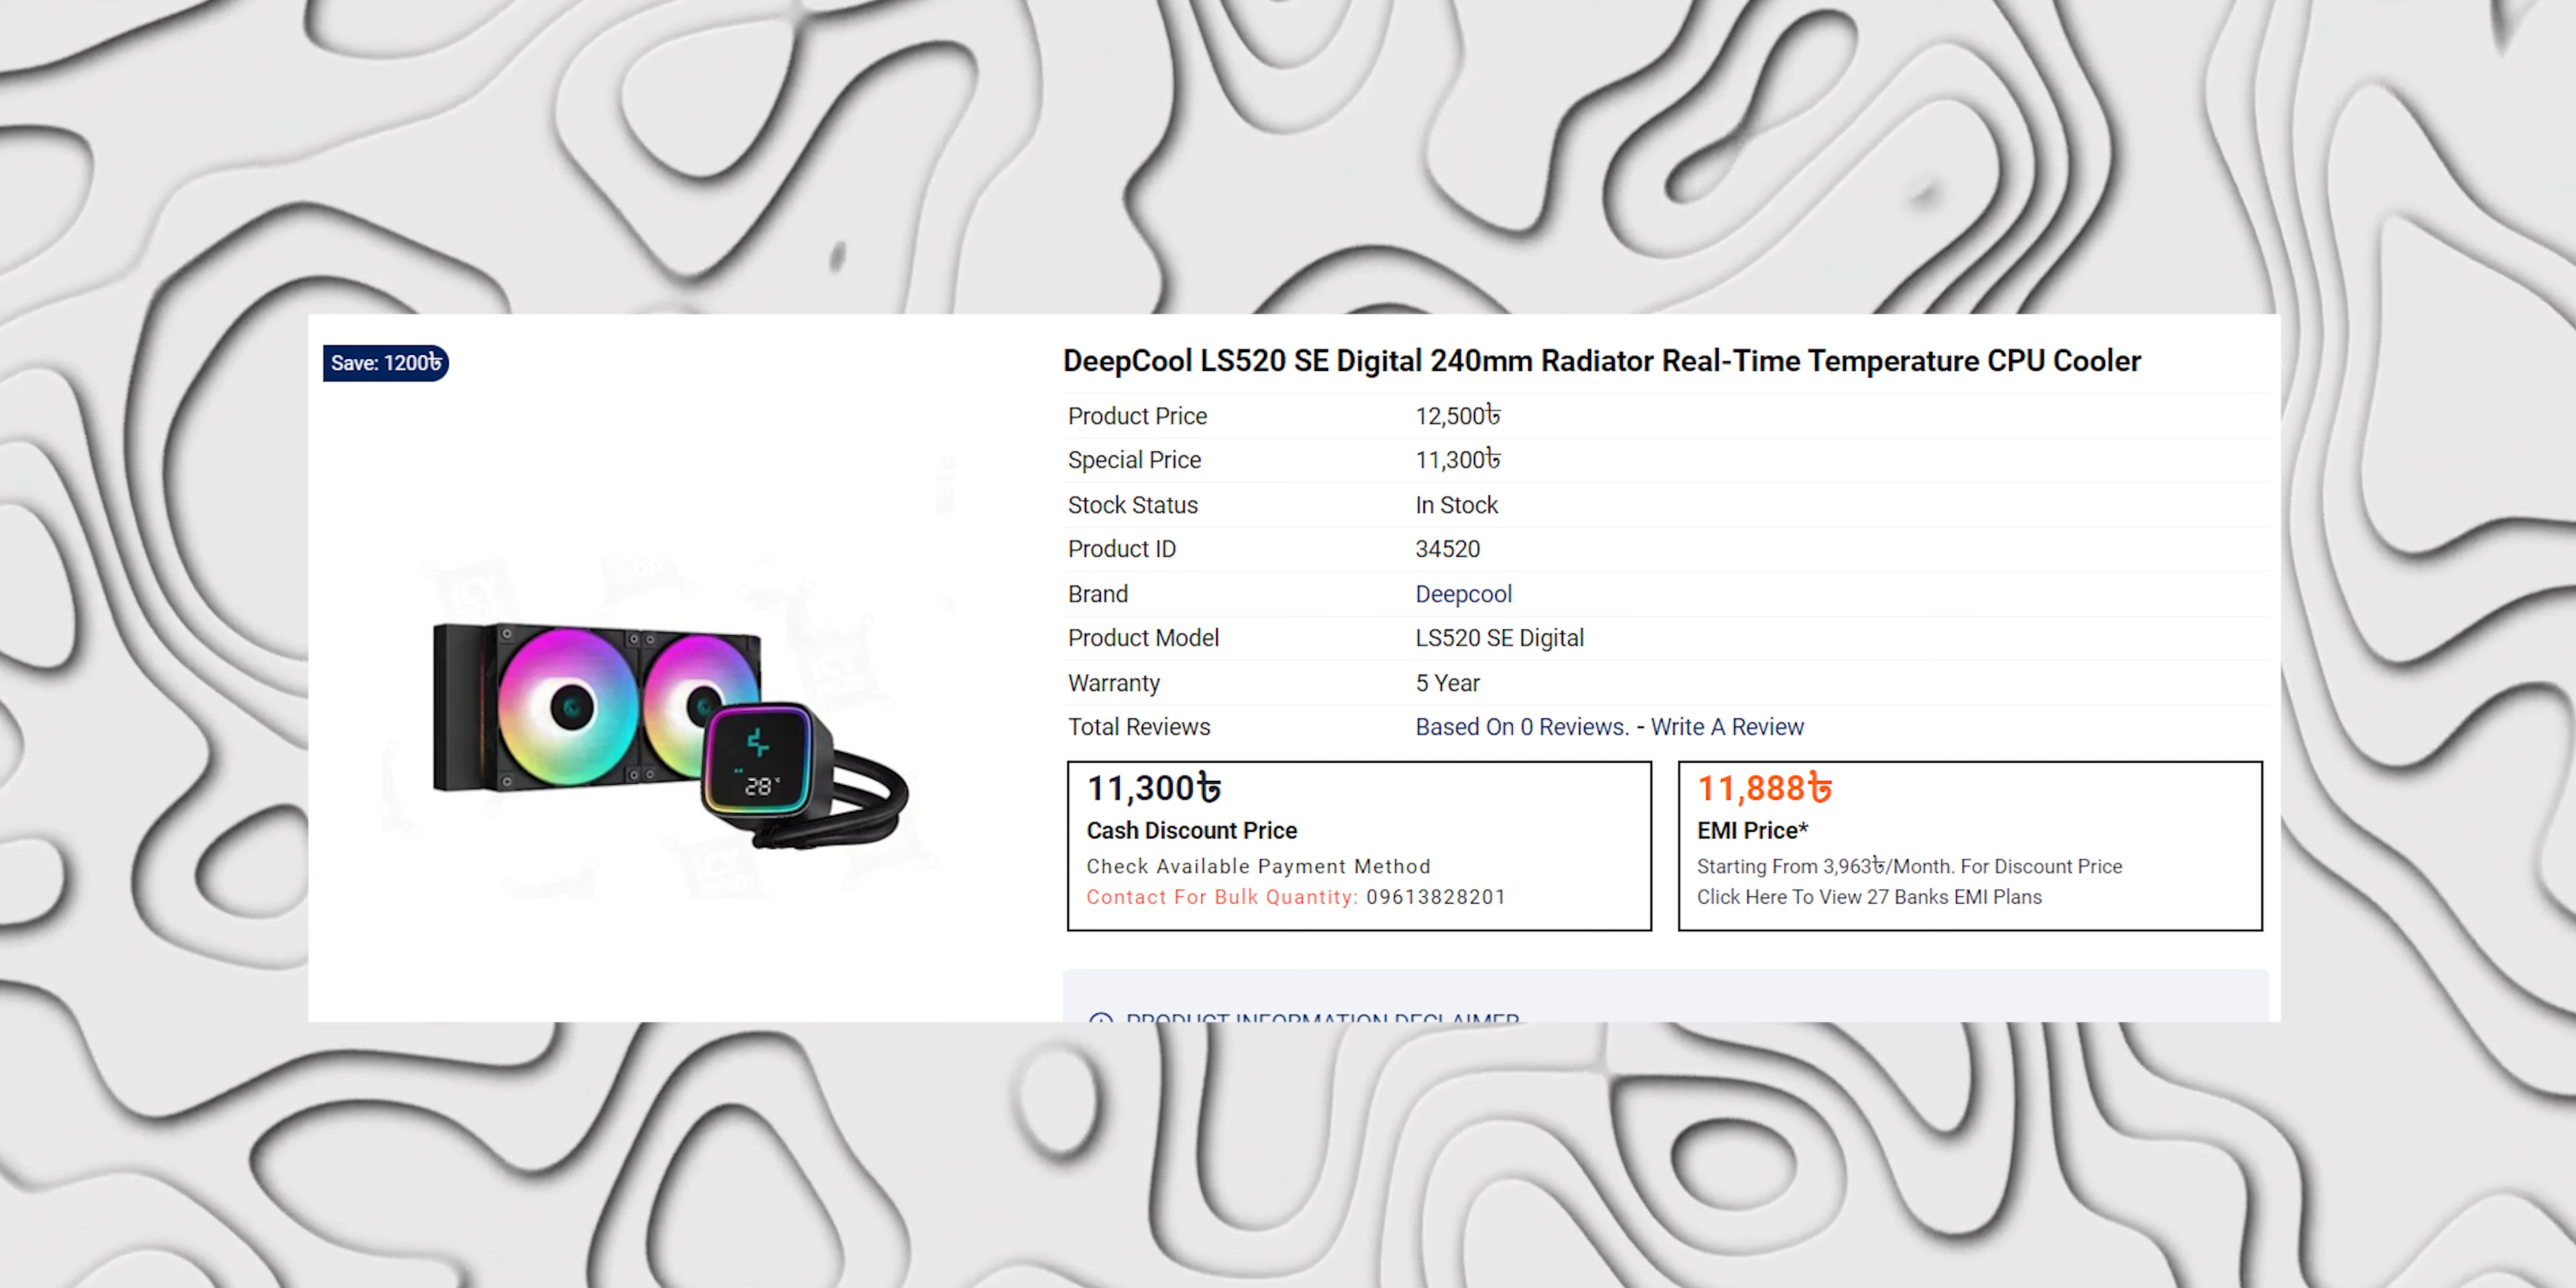 Save: 1200৳
DeepCool LS520 SE Digital 240mm Radiator Real-Time Temperature CPU Cooler
Product Price 12,500৳
Special Price 11,300৳
Stock Status In Stock
Product ID 34520
Brand Deepcool
Product Model LS520 SE Digital
Warranty 5 Year
Total Reviews Based On 0 Reviews. - Write A Review
28°
11,300৳
Cash Discount Price
Check Available Payment Method
Contact For Bulk Quantity: 09613828201
11,888৳
EMI Price*
Starting From 3,963৳/Month. For Discount Price
Click Here To View 27 Banks EMI Plans
PRODUCT INFORMATION DECLAIMER